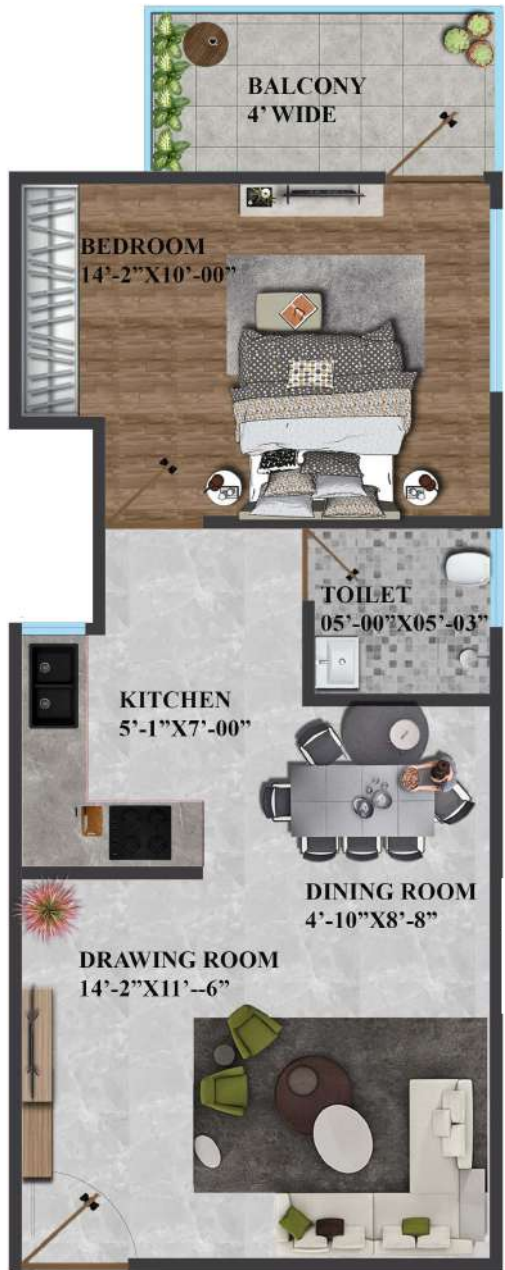 BALCONY
4' WIDE
BEDROOM
14'-2”X10'-00”
TOILET
05'-00”X05'-03”
KITCHEN
5'-1”X7'-00”
DINING ROOM
4'-10”X8'-8”
DRAWING ROOM
14'-2”X11'--6”